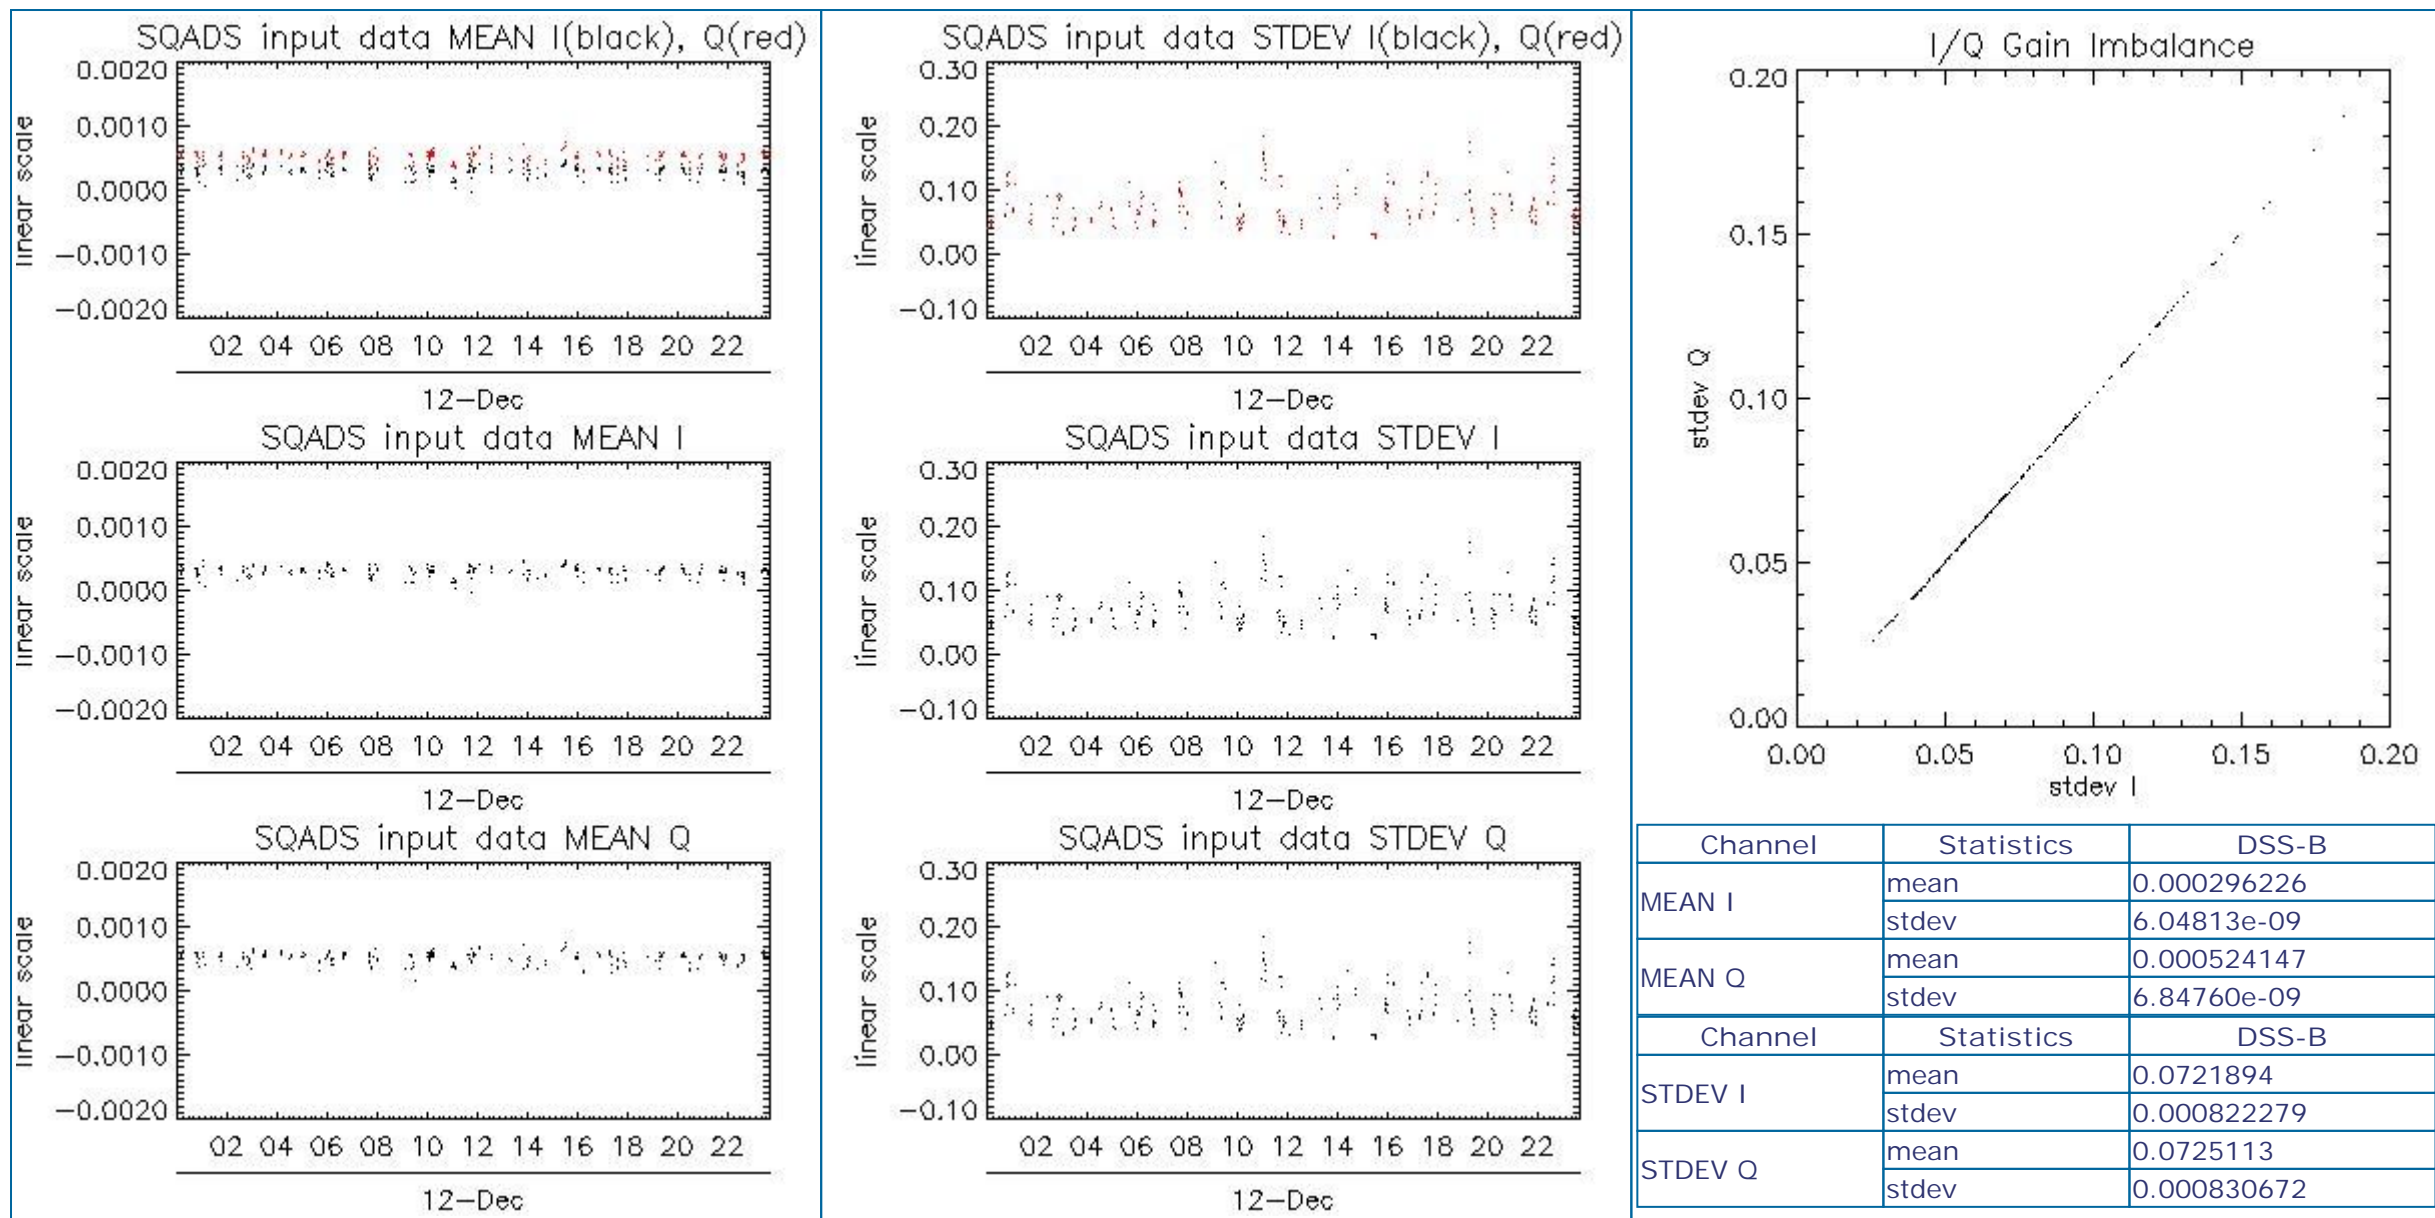 SQADS input data MEAN I(black), Q(red)
0.0020
0.0010
0.0000
-0.0010
-0.0020
linear scale
02 04 06 08 10 12 14 16 18 20 22
12-Dec
SQADS input data MEAN I
0.0020
0.0010
0.0000
-0.0010
-0.0020
linear scale
02 04 06 08 10 12 14 16 18 20 22
12-Dec
SQADS input data MEAN Q
0.0020
0.0010
0.0000
-0.0010
-0.0020
linear scale
02 04 06 08 10 12 14 16 18 20 22
12-Dec
SQADS input data STDEV I(black), Q(red)
0.30
0.20
0.10
0.00
-0.10
linear scale
02 04 06 08 10 12 14 16 18 20 22
12-Dec
SQADS input data STDEV I
0.30
0.20
0.10
0.00
-0.10
linear scale
02 04 06 08 10 12 14 16 18 20 22
12-Dec
SQADS input data STDEV Q
0.30
0.20
0.10
0.00
-0.10
linear scale
02 04 06 08 10 12 14 16 18 20 22
12-Dec
I/Q Gain Imbalance
0.20
0.15
0.10
0.05
0.00
stdev Q
0.00 0.05 0.10 0.15 0.20
stdev I
Channel Statistics DSS-B
MEAN I mean 0.000296226
stdev 6.04813e-09
MEAN Q mean 0.000524147
stdev 6.84760e-09
Channel Statistics DSS-B
STDEV I mean 0.0721894
stdev 0.000822279
STDEV Q mean 0.0725113
stdev 0.000830672